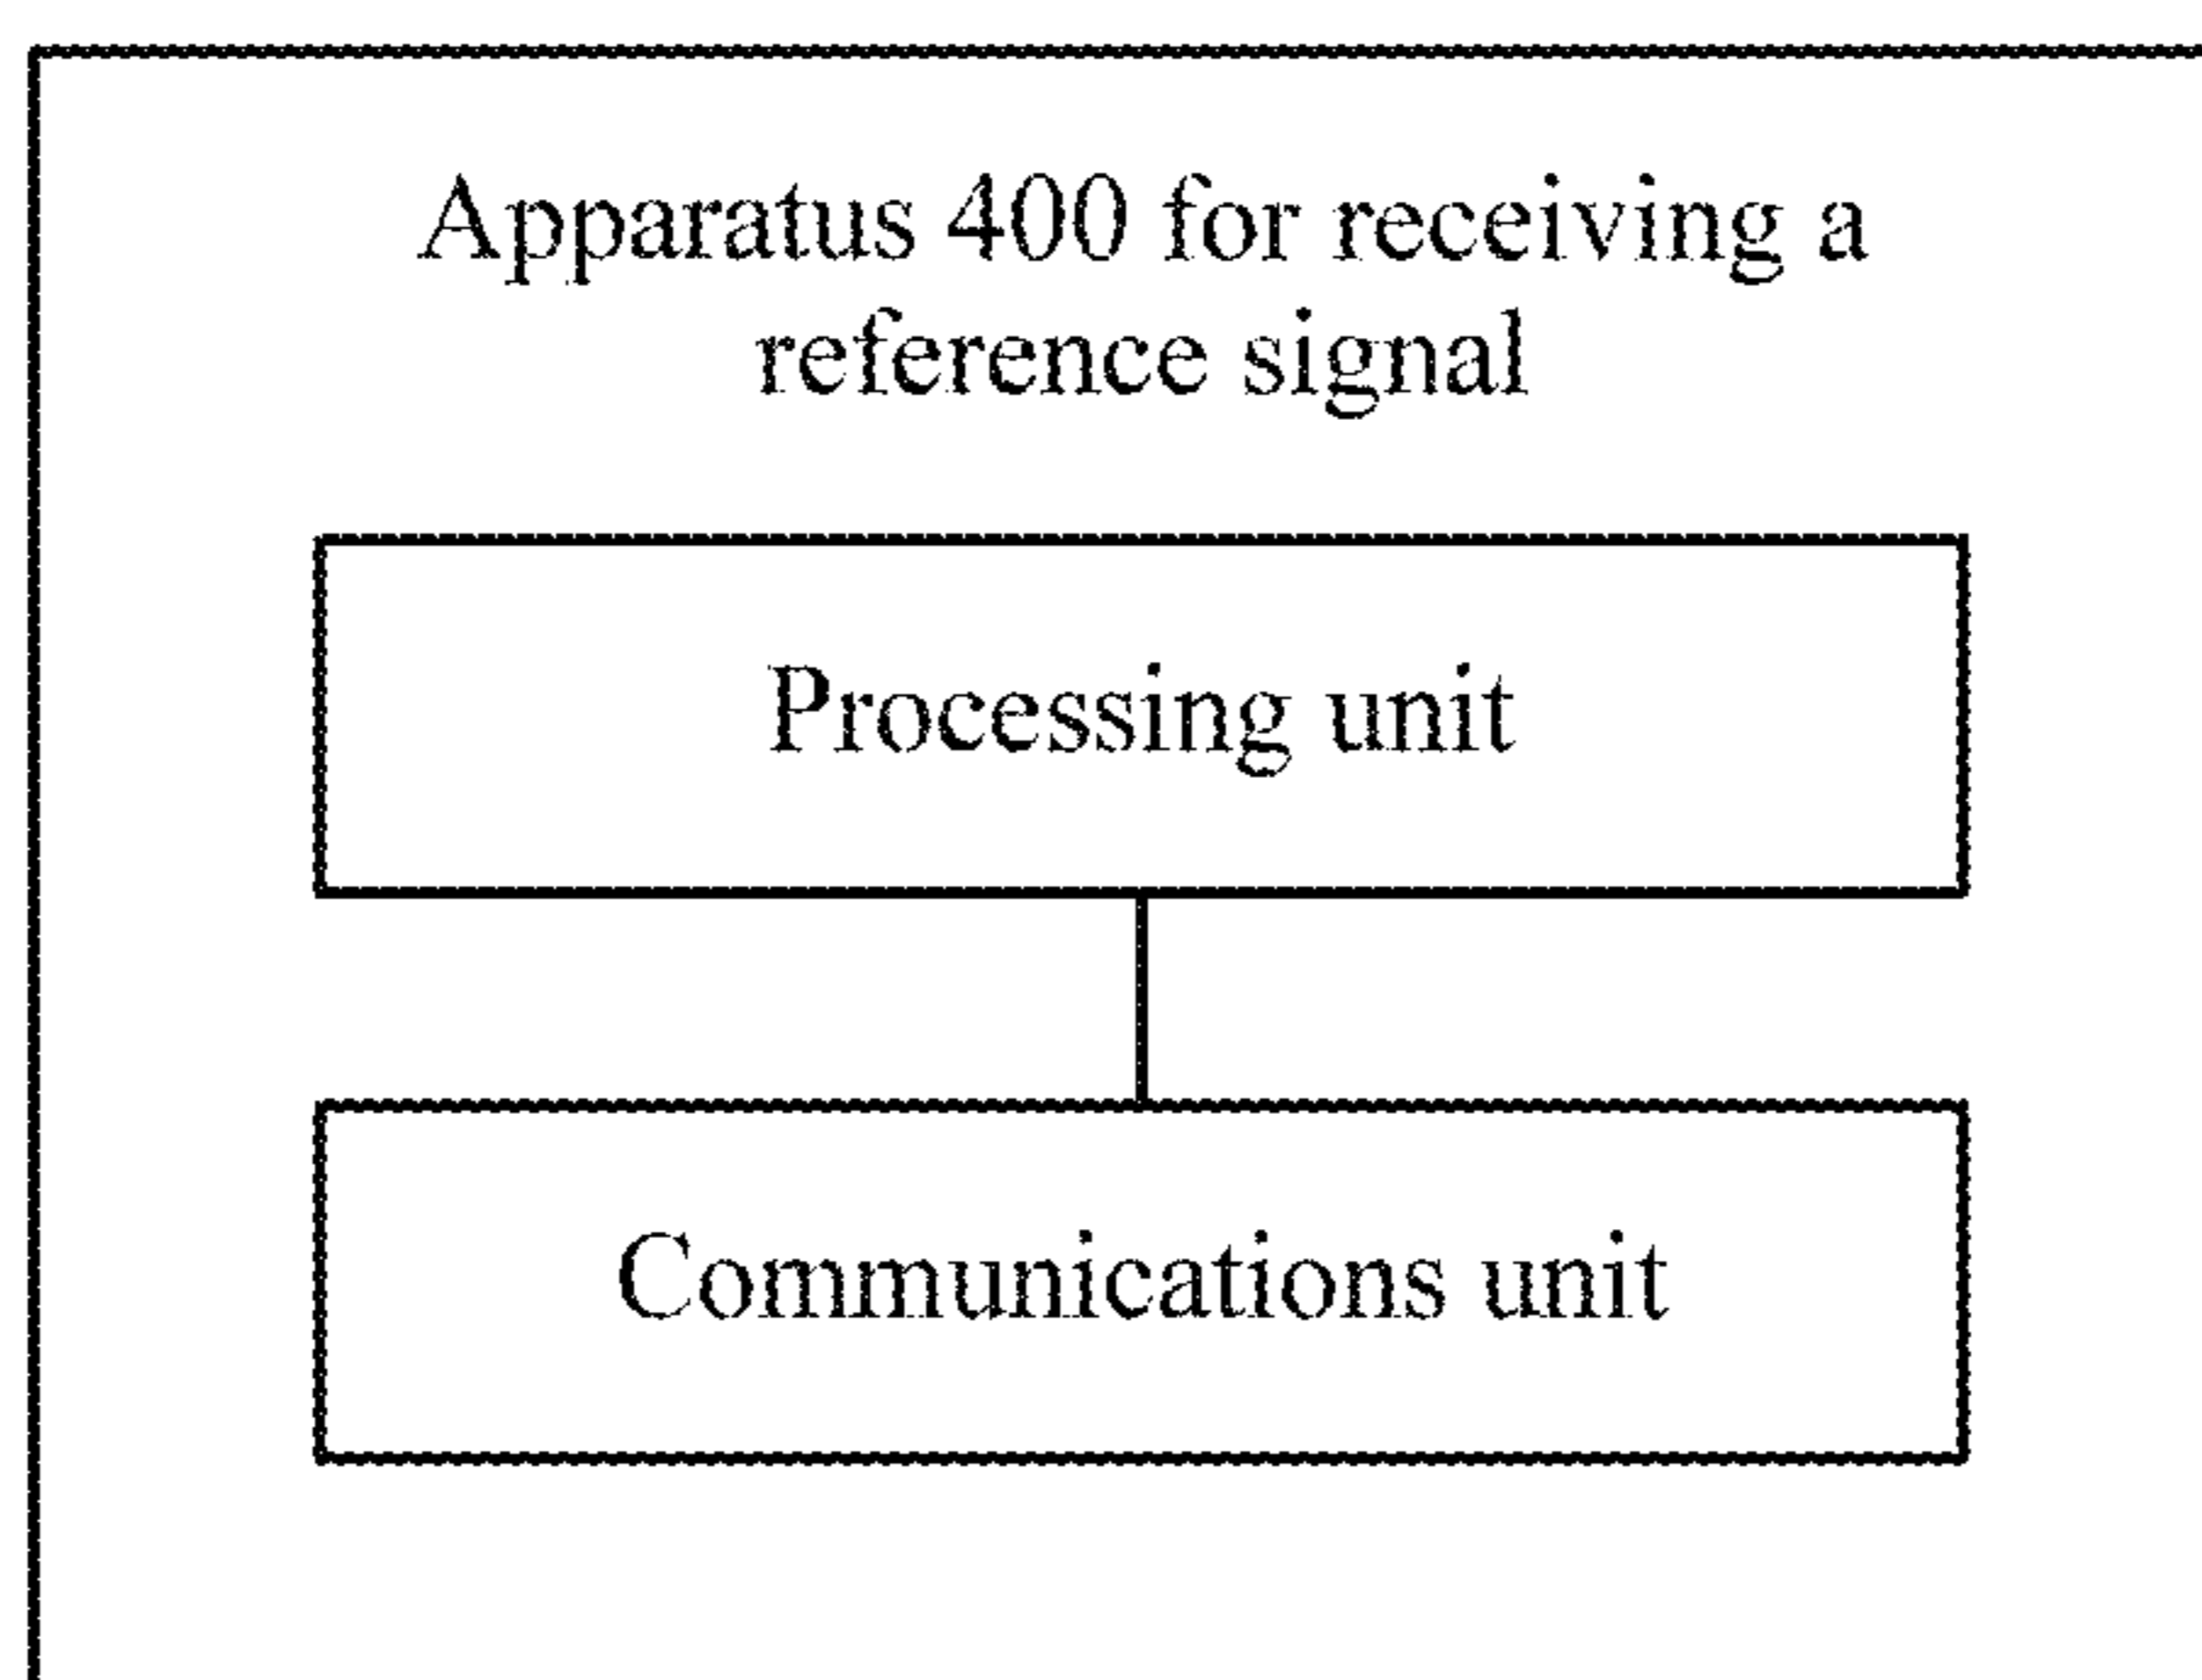 Apparatus 400 for receiving a
reference signal
Processing unit
Communications unit